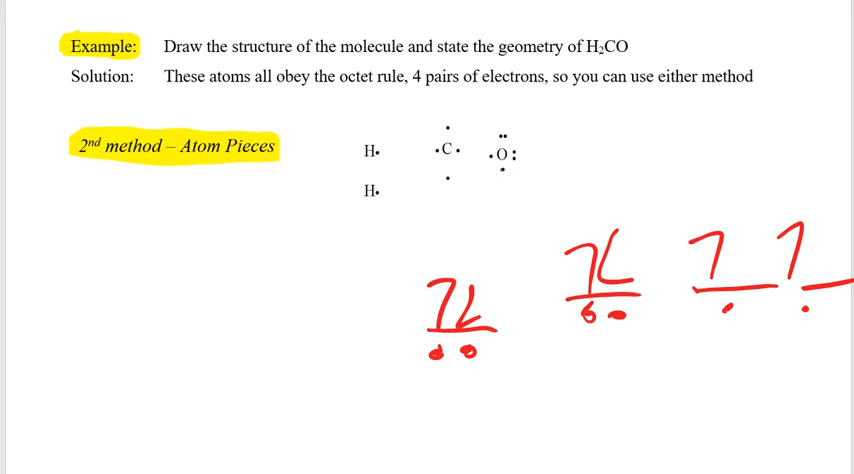 Example: Draw the structure of the molecule and state the geometry of H₂CO
Solution: These atoms all obey the octet rule, 4 pairs of electrons, so you can use either method
2nd method – Atom Pieces
H• •C• •O:
H•